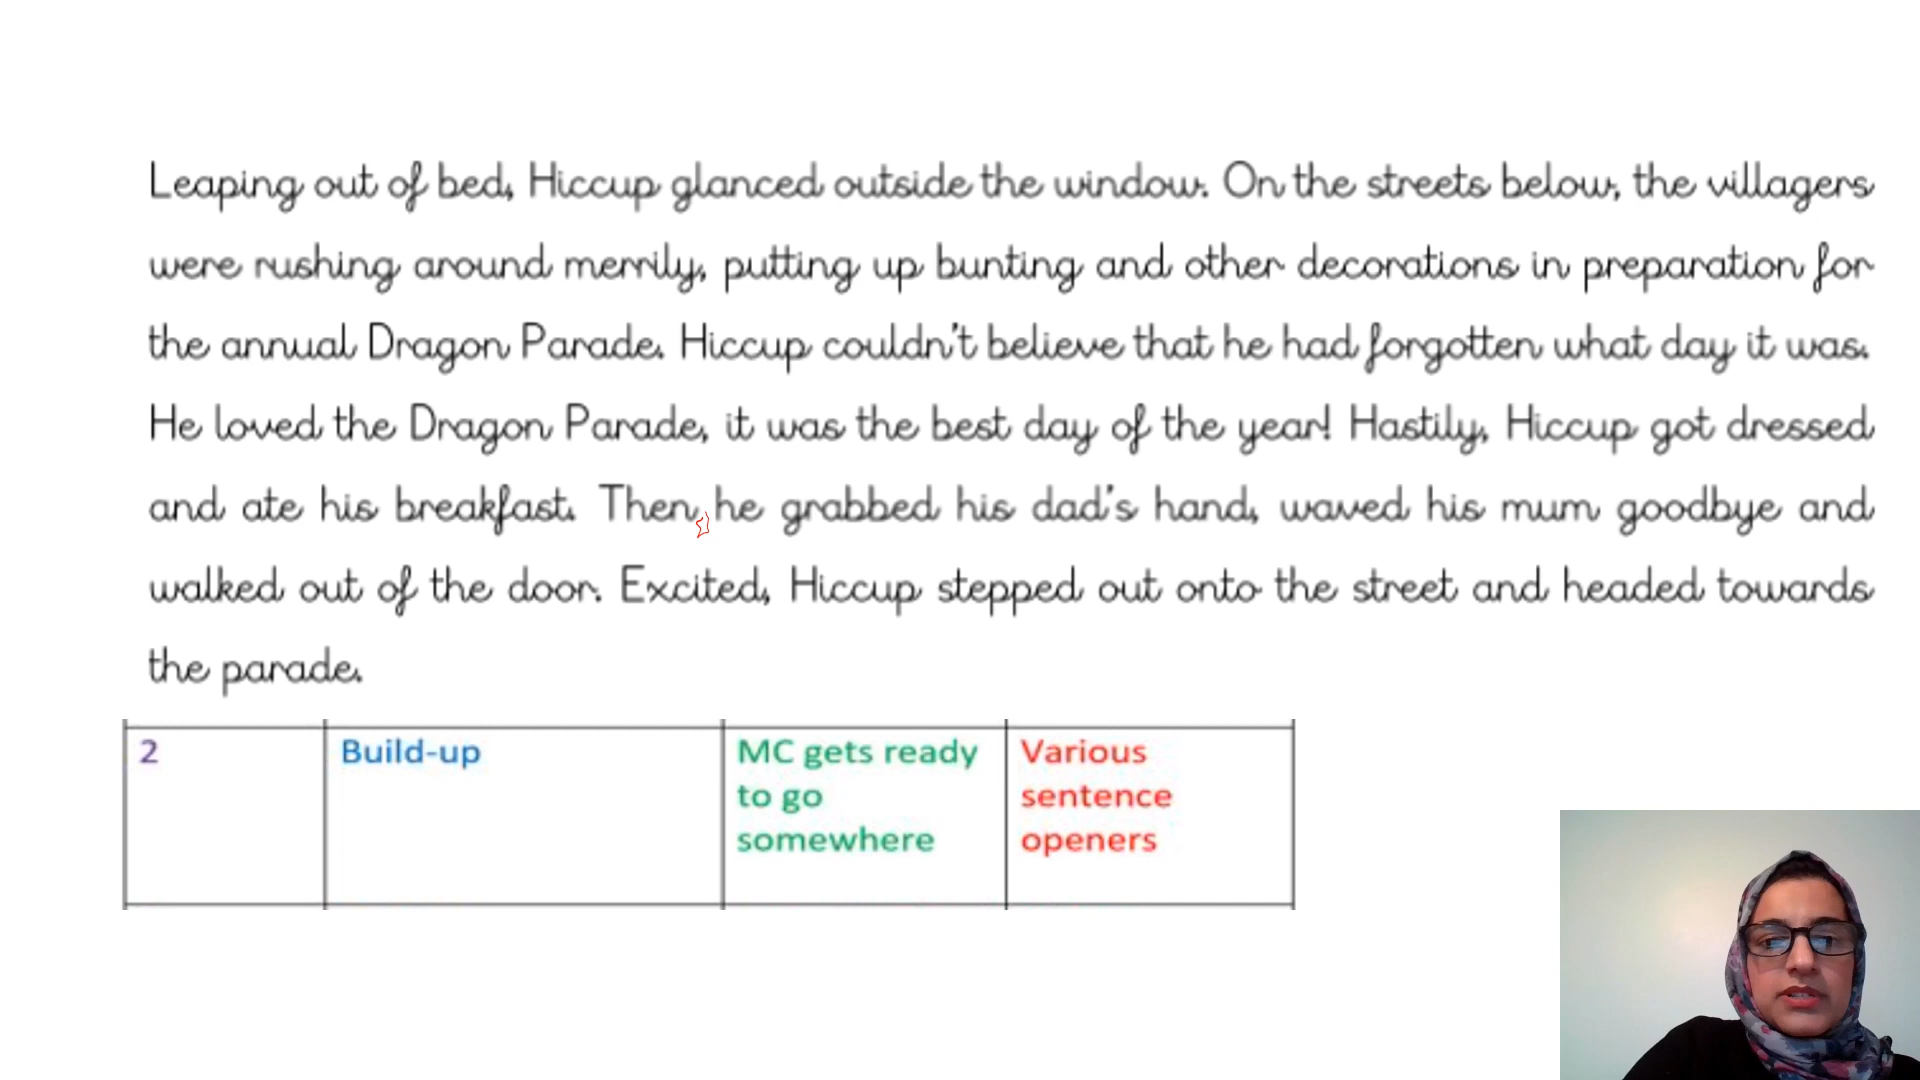 Leaping out of bed, Hiccup glanced outside the window. On the streets below, the villagers
were rushing around merrily, putting up bunting and other decorations in preparation for
the annual Dragon Parade. Hiccup couldn't believe that he had forgotten what day it was.
He loved the Dragon Parade, it was the best day of the year! Hastily, Hiccup got dressed
and ate his breakfast. Then, he grabbed his dad's hand, waved his mum goodbye and
walked out of the door. Excited, Hiccup stepped out onto the street and headed towards
the parade.
2
Build-up
MC gets ready
to go
somewhere
Various
sentence
openers